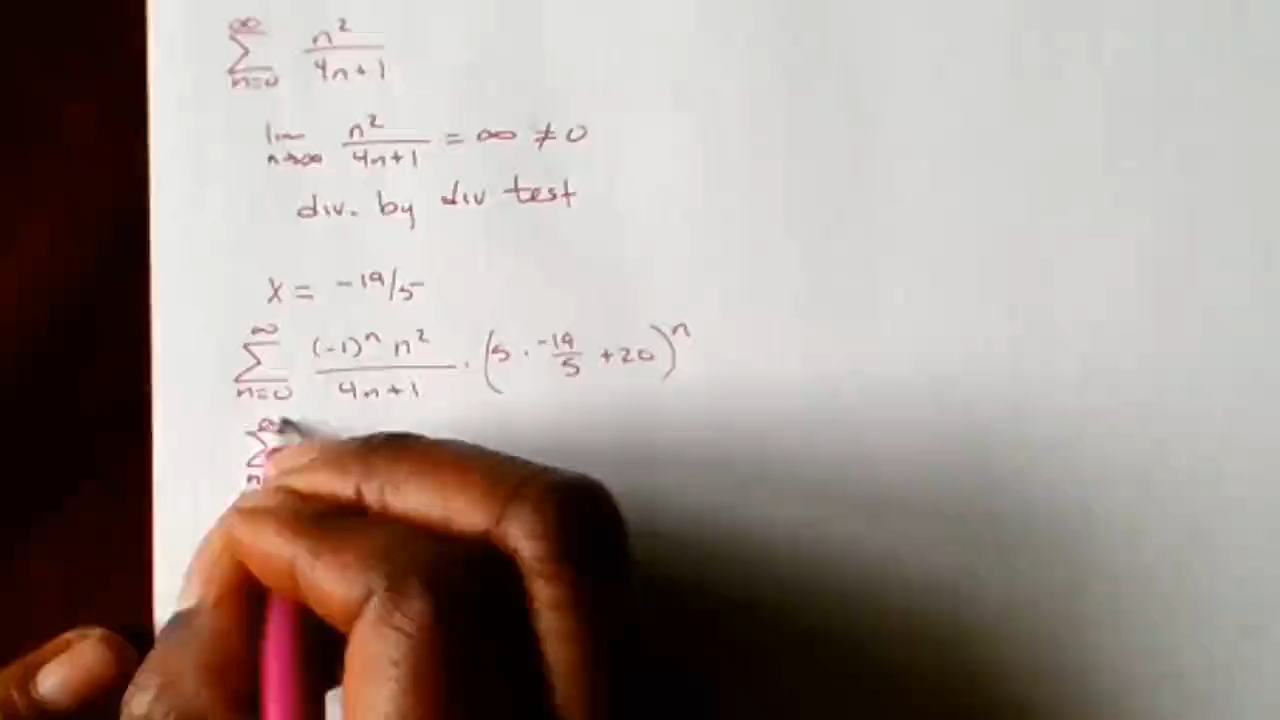 ∞ ∑ n=0 n² / 4n+1
lim n→∞ n² / 4n+1 = ∞ ≠ 0
div. by div test
x = -19/5
∞ ∑ n=0 (-1)ⁿ n² / 4n+1 · (5 · -19/5 +20)ⁿ
∞ ∑ n